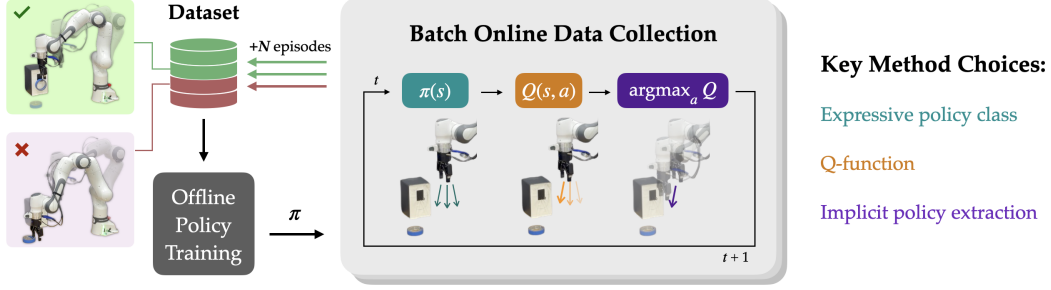 Dataset
+N episodes
Offline
Policy
Training
π
Batch Online Data Collection
t
π(s)
Q(s, a)
argmaxₐ Q
t + 1
Key Method Choices:
Expressive policy class
Q-function
Implicit policy extraction